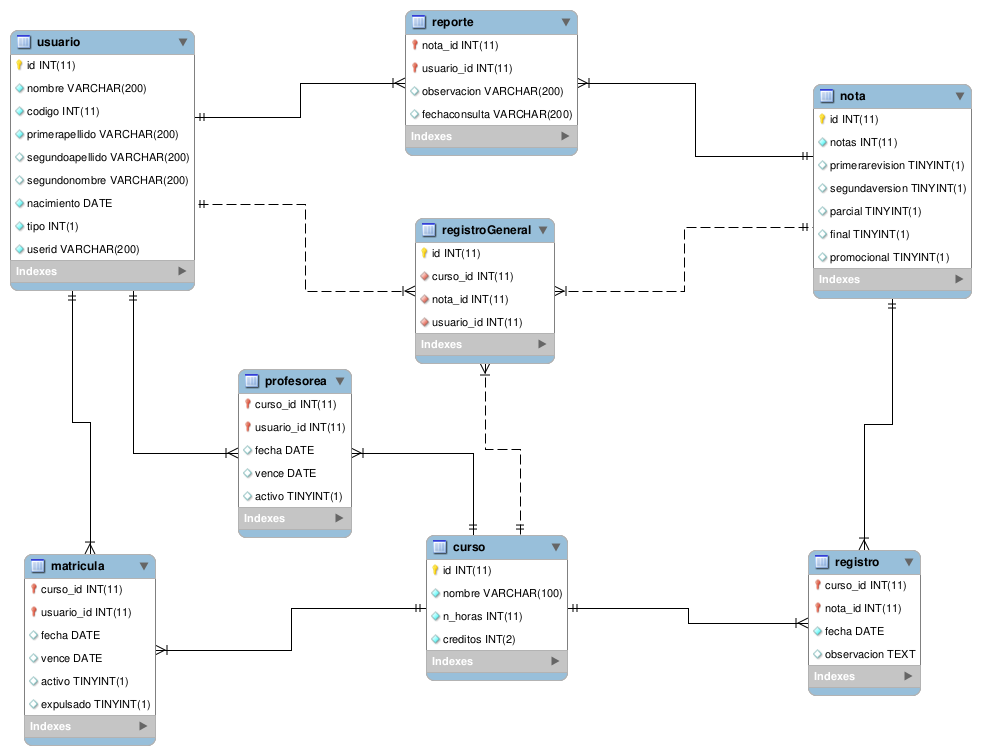 usuario
id INT(11)
nombre VARCHAR(200)
codigo INT(11)
primerapellido VARCHAR(200)
segundoapellido VARCHAR(200)
segundonombre VARCHAR(200)
nacimiento DATE
tipo INT(1)
userid VARCHAR(200)
Indexes
reporte
nota_id INT(11)
usuario_id INT(11)
observacion VARCHAR(200)
fechaconsulta VARCHAR(200)
Indexes
nota
id INT(11)
notas INT(11)
primerarevision TINYINT(1)
segundaversion TINYINT(1)
parcial TINYINT(1)
final TINYINT(1)
promocional TINYINT(1)
Indexes
registroGeneral
id INT(11)
curso_id INT(11)
nota_id INT(11)
usuario_id INT(11)
Indexes
profesorea
curso_id INT(11)
usuario_id INT(11)
fecha DATE
vence DATE
activo TINYINT(1)
Indexes
matricula
curso_id INT(11)
usuario_id INT(11)
fecha DATE
vence DATE
activo TINYINT(1)
expulsado TINYINT(1)
Indexes
curso
id INT(11)
nombre VARCHAR(100)
n_horas INT(11)
creditos INT(2)
Indexes
registro
curso_id INT(11)
nota_id INT(11)
fecha DATE
observacion TEXT
Indexes